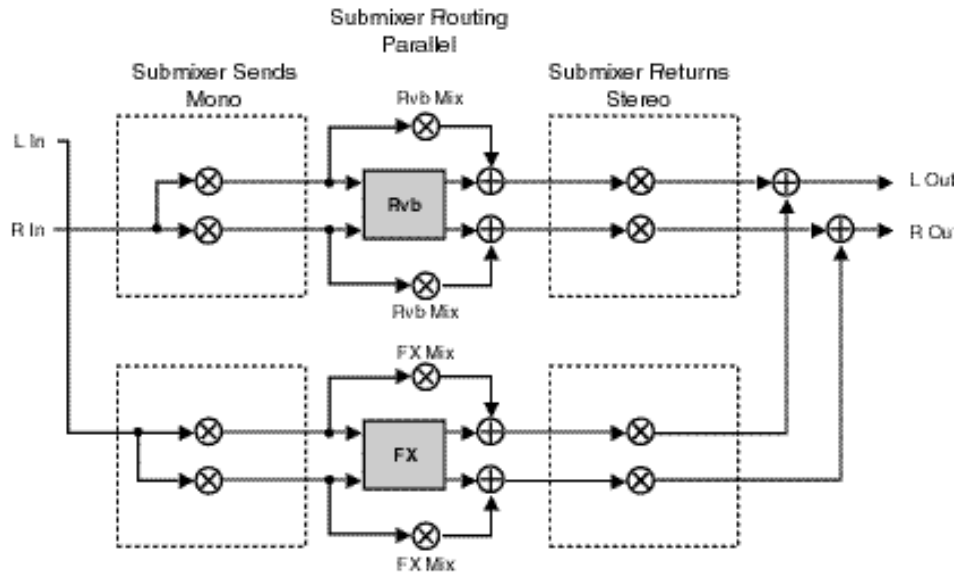 Submixer Routing
Parallel
Submixer Sends
Mono
Submixer Returns
Stereo
Rvb Mix
L In
Rvb
L Out
R In
R Out
Rvb Mix
FX Mix
FX
FX Mix